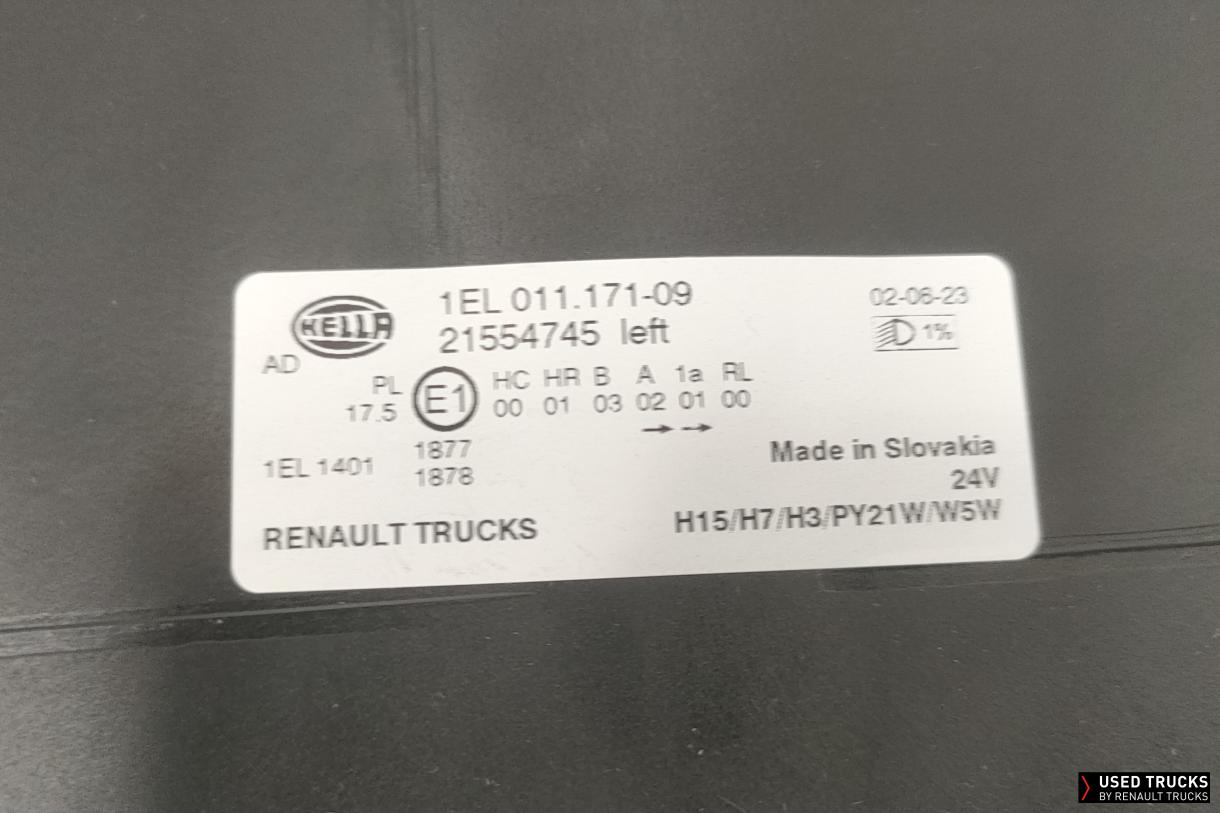 HELLA
1EL 011.171-09
02-06-23
21554745 left
1%
AD
PL
E1
HC HR B A 1a RL
17.5
00 01 03 02 01 00
1EL 1401
1877
1878
Made in Slovakia
24V
RENAULT TRUCKS
H15/H7/H3/PY21W/W5W
USED TRUCKS
BY RENAULT TRUCKS